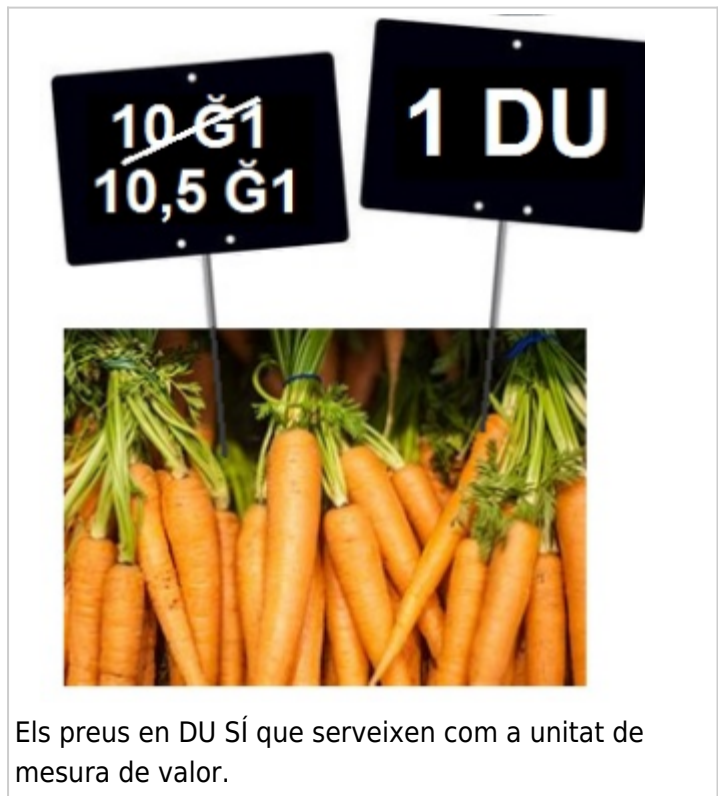 10 Ğ1
10,5 Ğ1
1 DU
Els preus en DU SÍ que serveixen com a unitat de
mesura de valor.